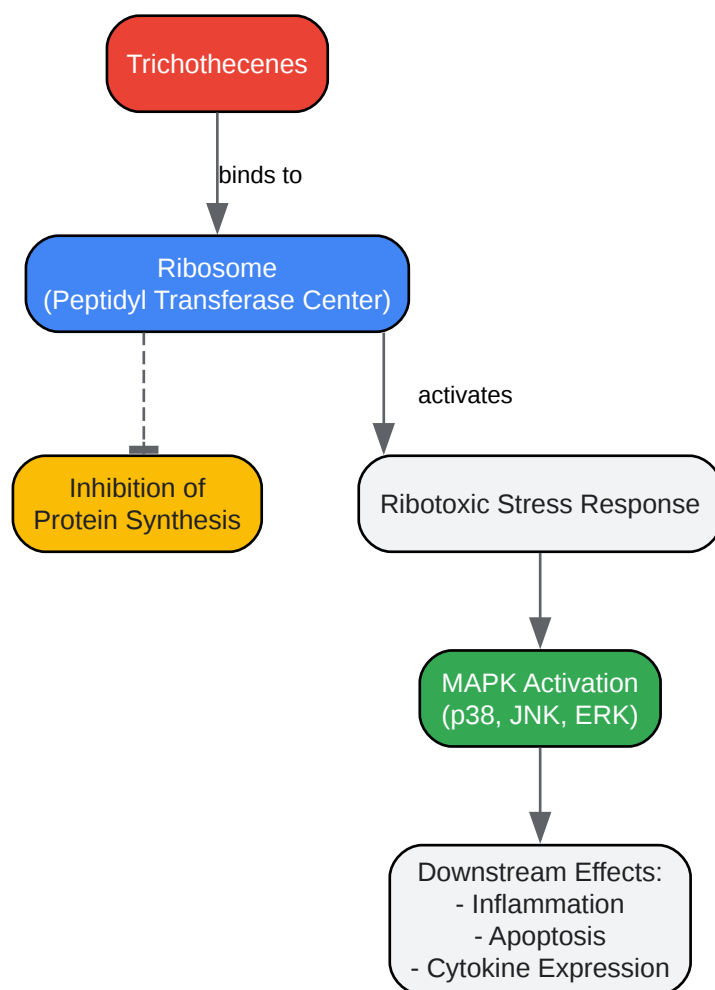 Trichothecenes
binds to
Ribosome
(Peptidyl Transferase Center)
activates
Inhibition of
Protein Synthesis
Ribotoxic Stress Response
MAPK Activation
(p38, JNK, ERK)
Downstream Effects:
- Inflammation
- Apoptosis
- Cytokine Expression